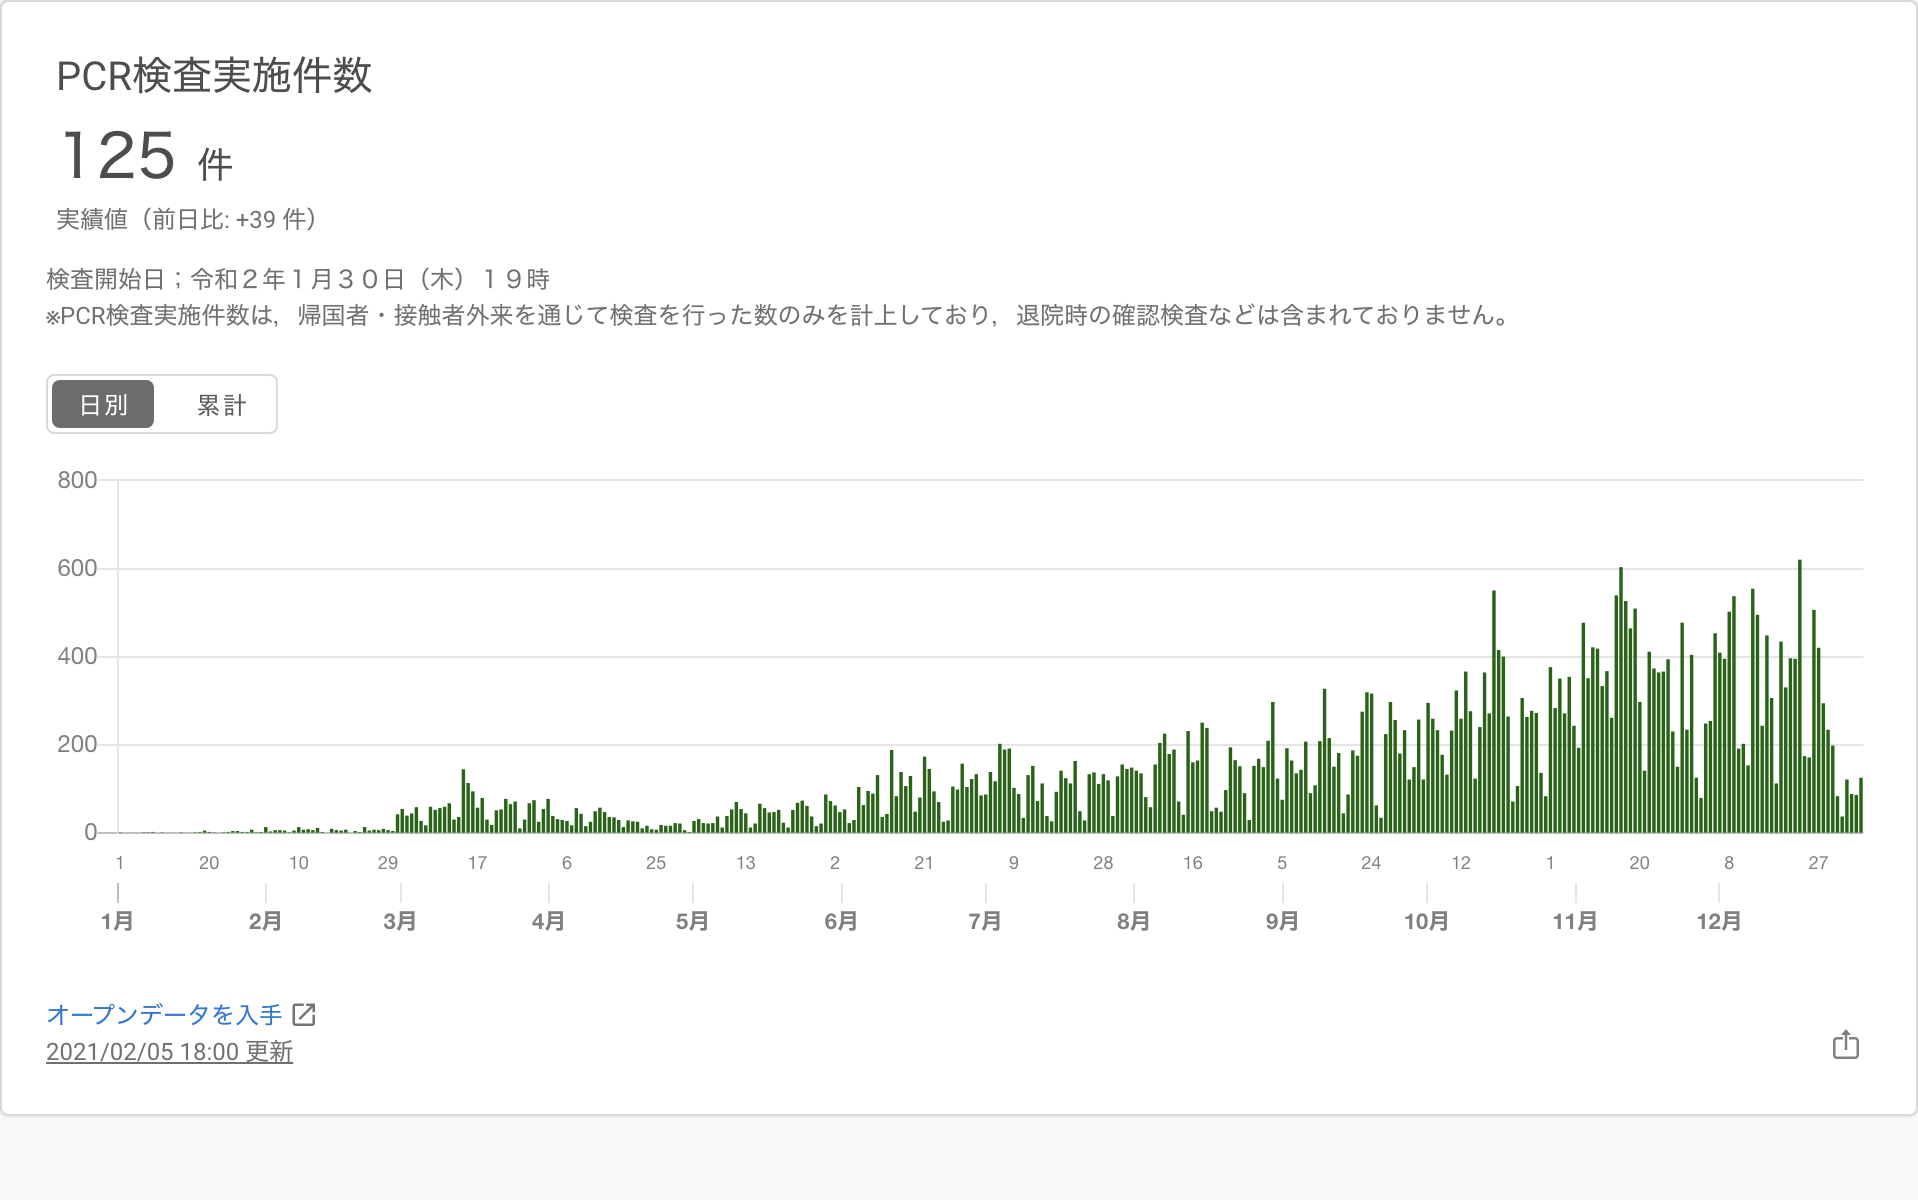 PCR検査実施件数
125 件
実績値（前日比: +39 件）
検査開始日；令和２年１月３０日（木）１９時
※PCR検査実施件数は，帰国者・接触者外来を通じて検査を行った数のみを計上しており，退院時の確認検査などは含まれておりません。
日別 累計
800
600
400
200
0
1 20 10 29 17 6 25 13 2 21 9 28 16 5 24 12 1 20 8 27
1月 2月 3月 4月 5月 6月 7月 8月 9月 10月 11月 12月
オープンデータを入手
2021/02/05 18:00 更新